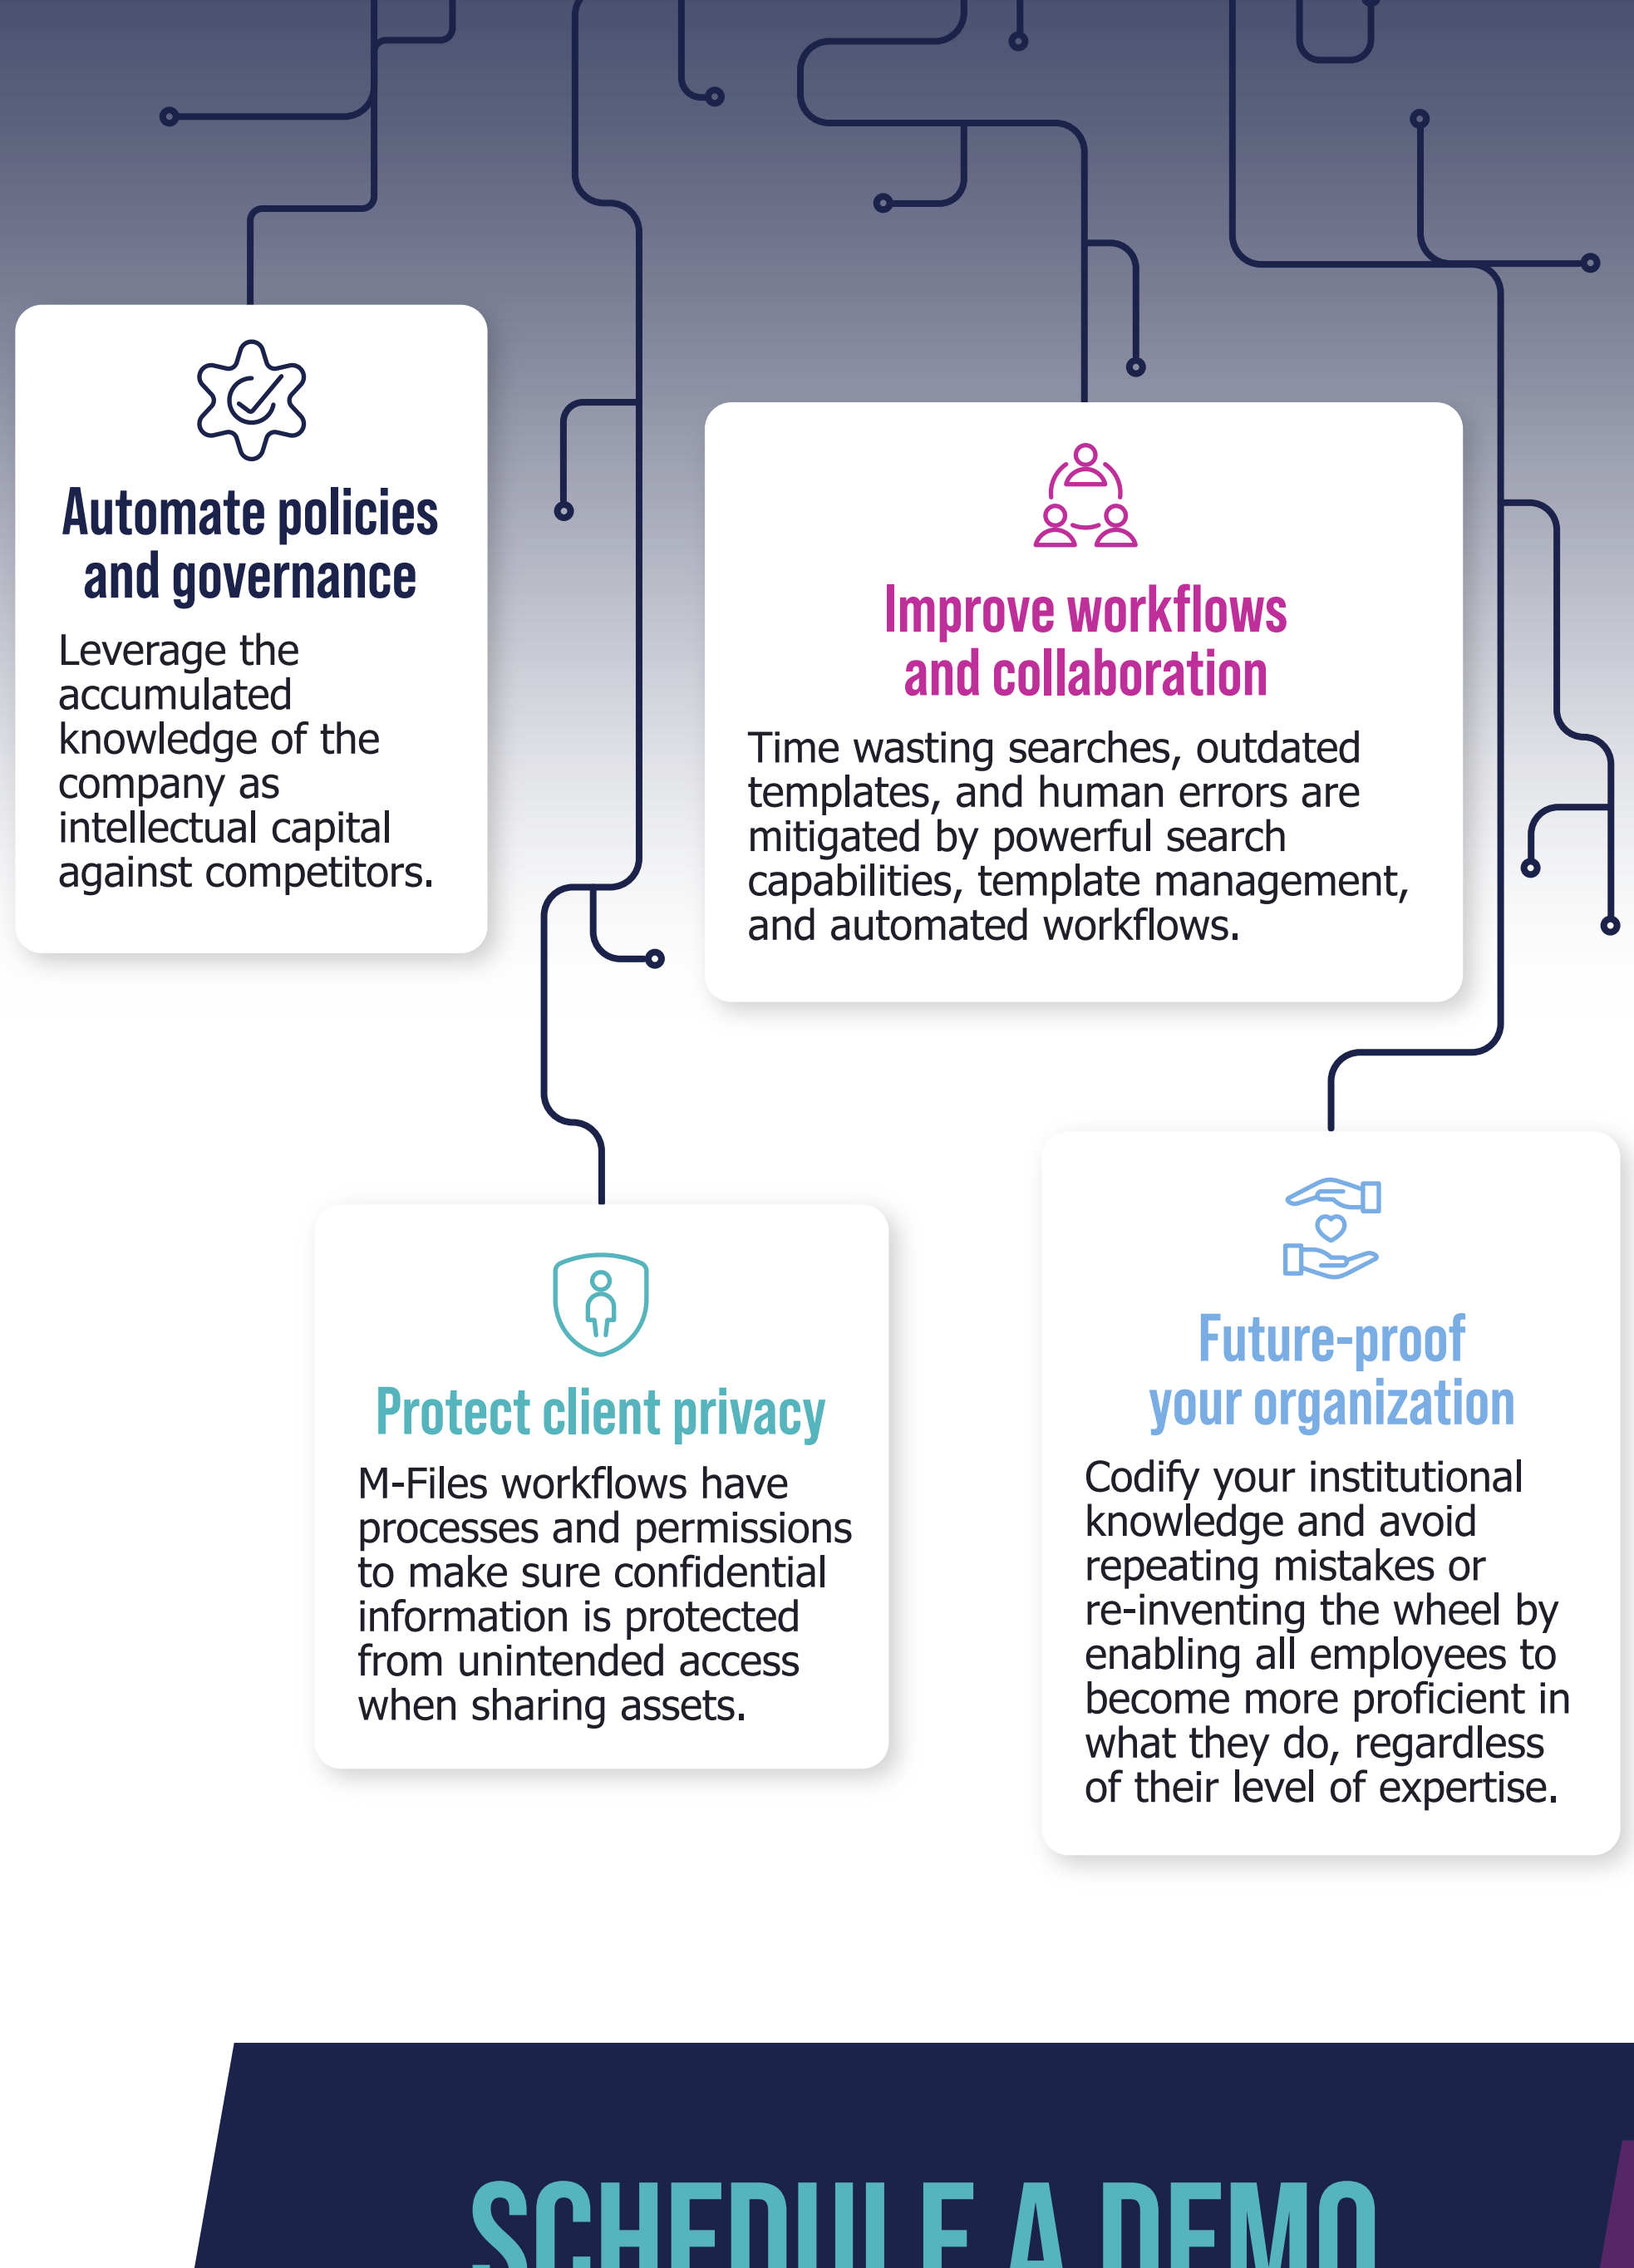 Automate policies
and governance
Leverage the
accumulated
knowledge of the
company as
intellectual capital
against competitors.
Improve workflows
and collaboration
Time wasting searches, outdated
templates, and human errors are
mitigated by powerful search
capabilities, template management,
and automated workflows.
Protect client privacy
M-Files workflows have
processes and permissions
to make sure confidential
information is protected
from unintended access
when sharing assets.
Future-proof
your organization
Codify your institutional
knowledge and avoid
repeating mistakes or
re-inventing the wheel by
enabling all employees to
become more proficient in
what they do, regardless
of their level of expertise.
SCHEDULE A DEMO